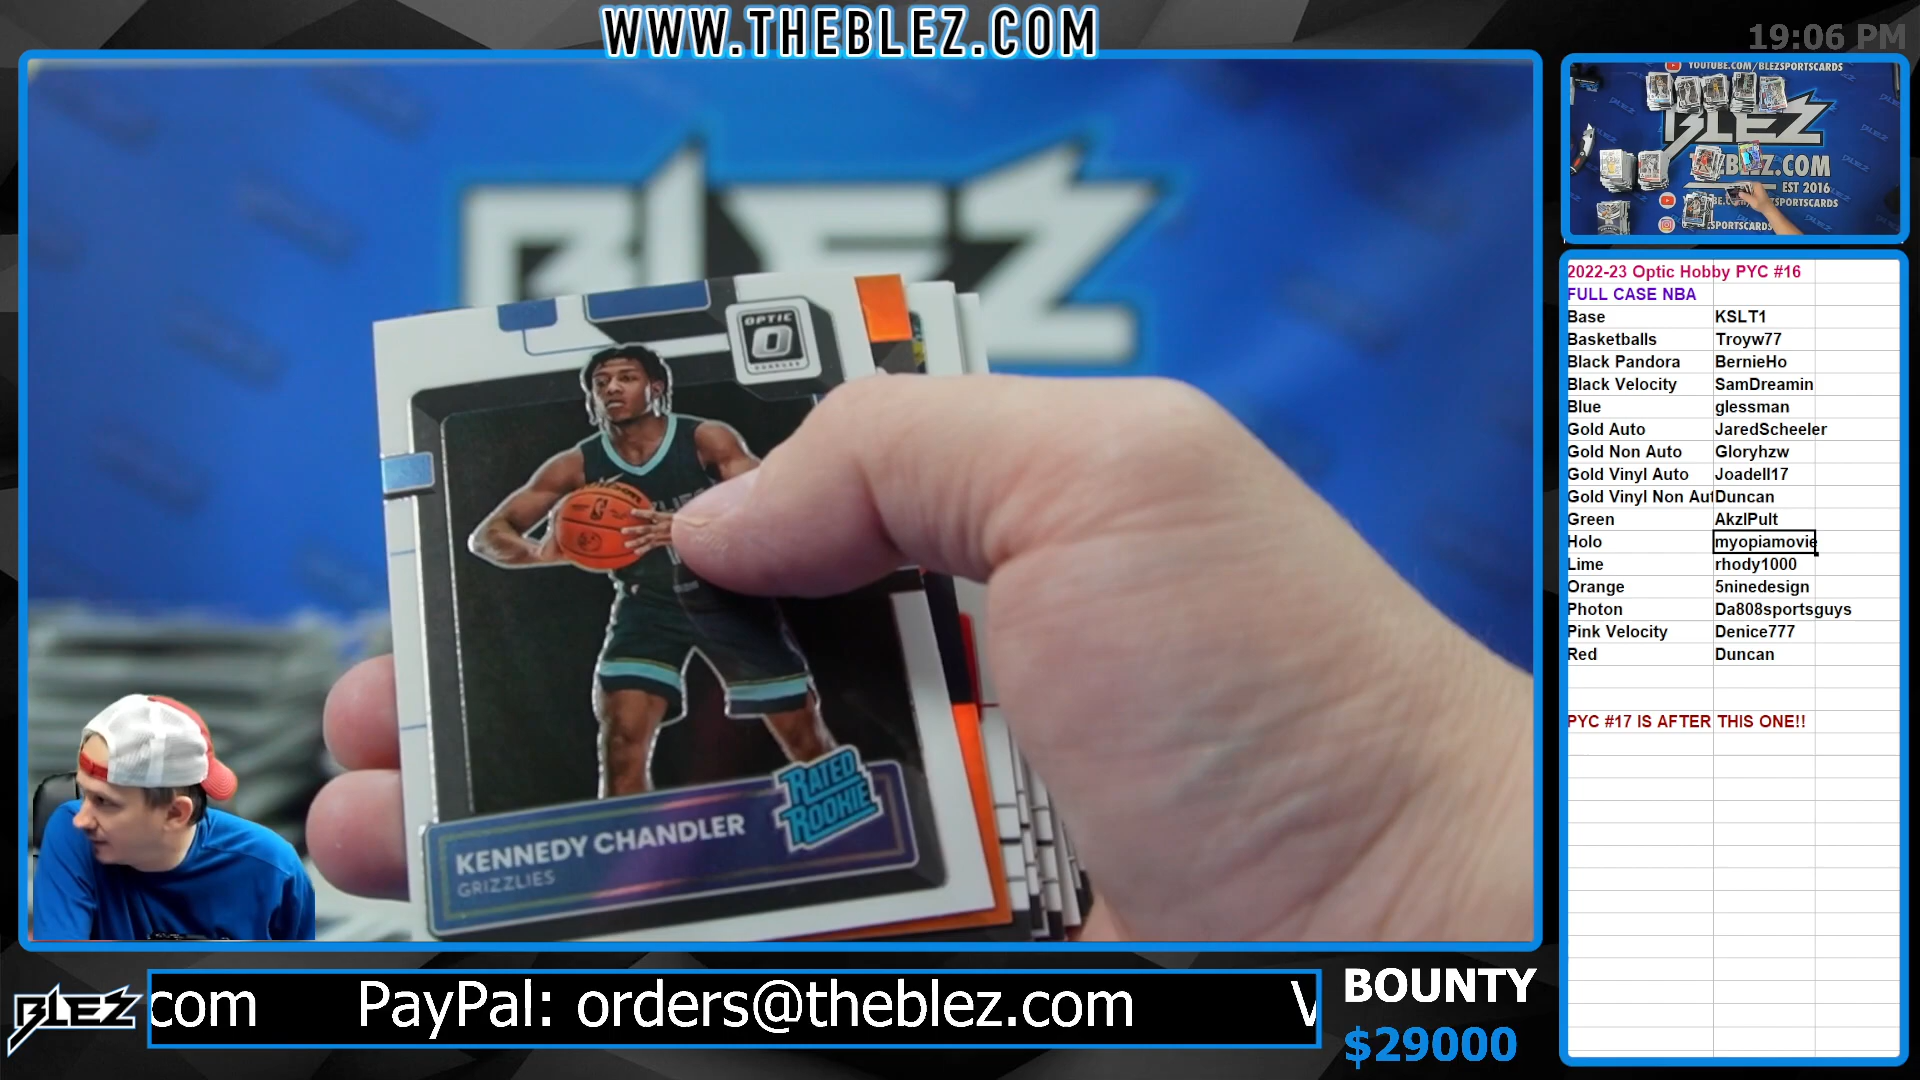 WWW.THEBLEZ.COM
19:06 PM
YOUTUBE.COM/BLEZSPORTSCARDS
BLEZ
EST 2016
BLEZ
OPTIC
KENNEDY CHANDLER
GRIZZLIES
RATED
ROOKIE
2022-23 Optic Hobby PYC #16
FULL CASE NBA
Base KSLT1
Basketballs Troyw77
Black Pandora BernieHo
Black Velocity SamDreamin
Blue glessman
Gold Auto JaredScheeler
Gold Non Auto Gloryhzw
Gold Vinyl Auto Joadell17
Gold Vinyl Non Aut Duncan
Green AkzlPult
Holo myopiamovie
Lime rhody1000
Orange 5ninedesign
Photon Da808sportsguys
Pink Velocity Denice777
Red Duncan
PYC #17 IS AFTER THIS ONE!!
BLEZ
com PayPal: orders@theblez.com
BOUNTY
$29000